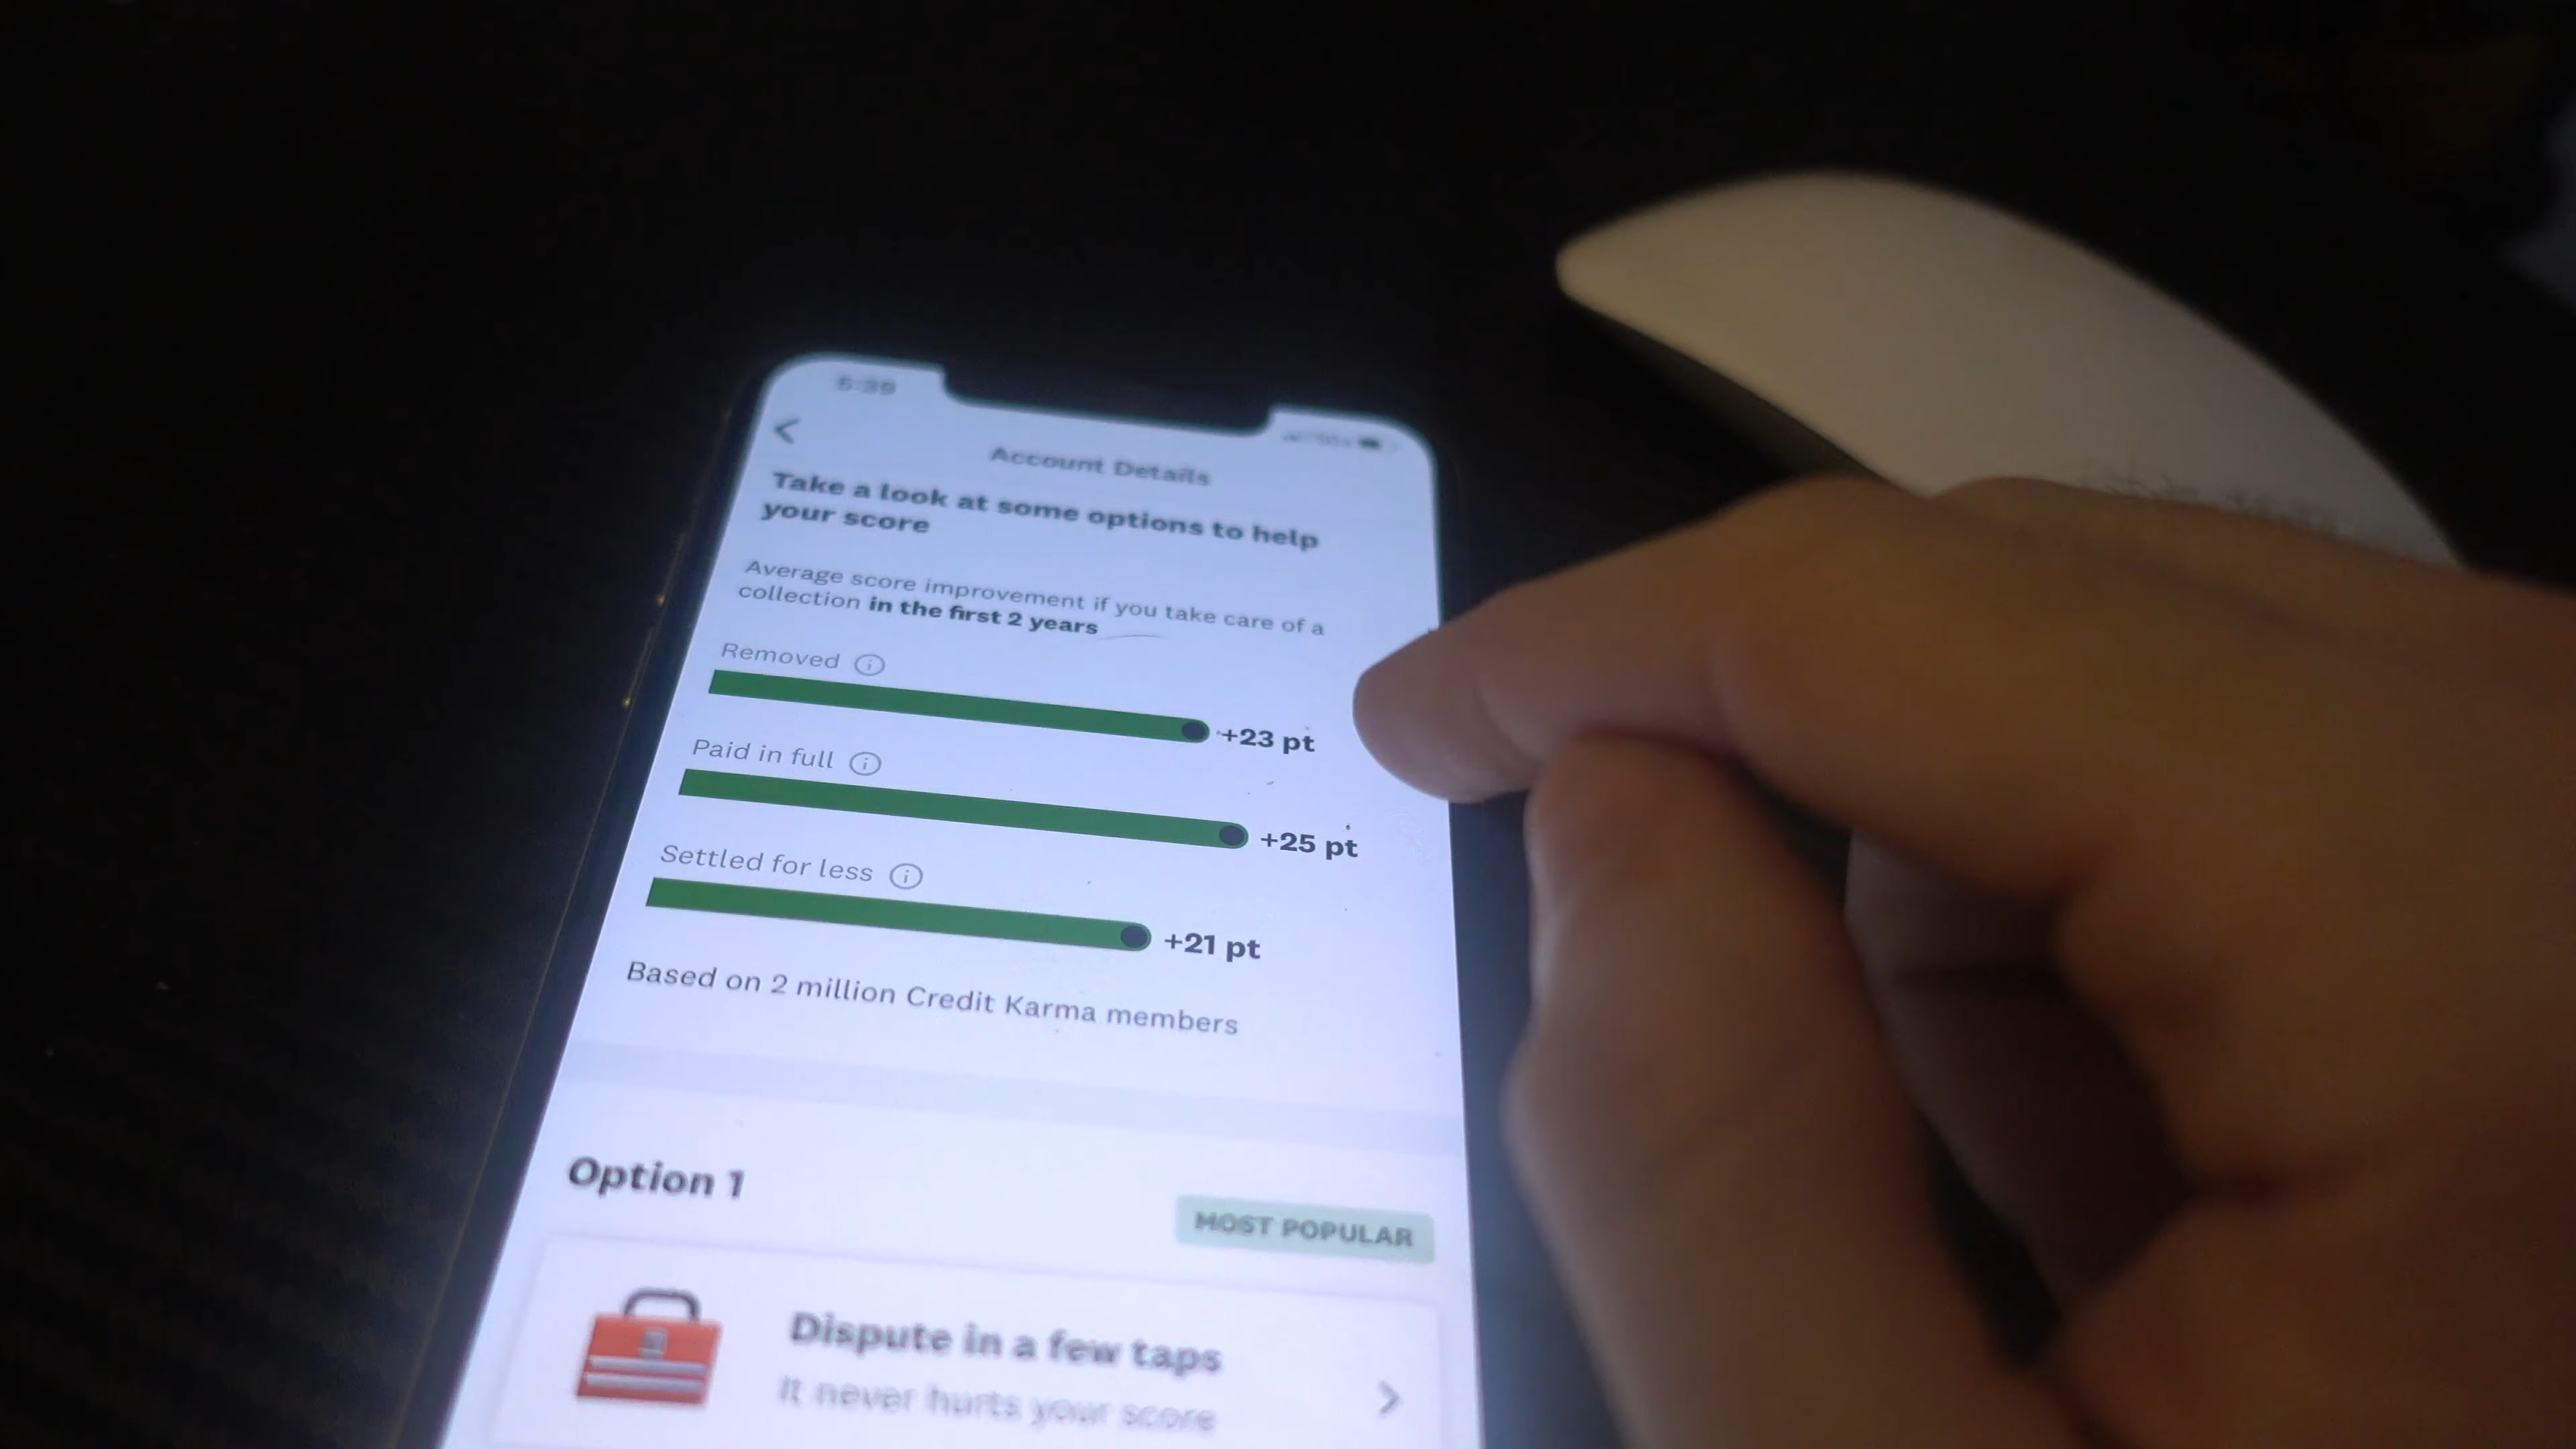 5:39
Account Details
Take a look at some options to help
your score
Average score improvement if you take care of a
collection in the first 2 years
Removed
+23 pt
Paid in full
+25 pt
Settled for less
+21 pt
Based on 2 million Credit Karma members
Option 1
MOST POPULAR
Dispute in a few taps
It never hurts your score